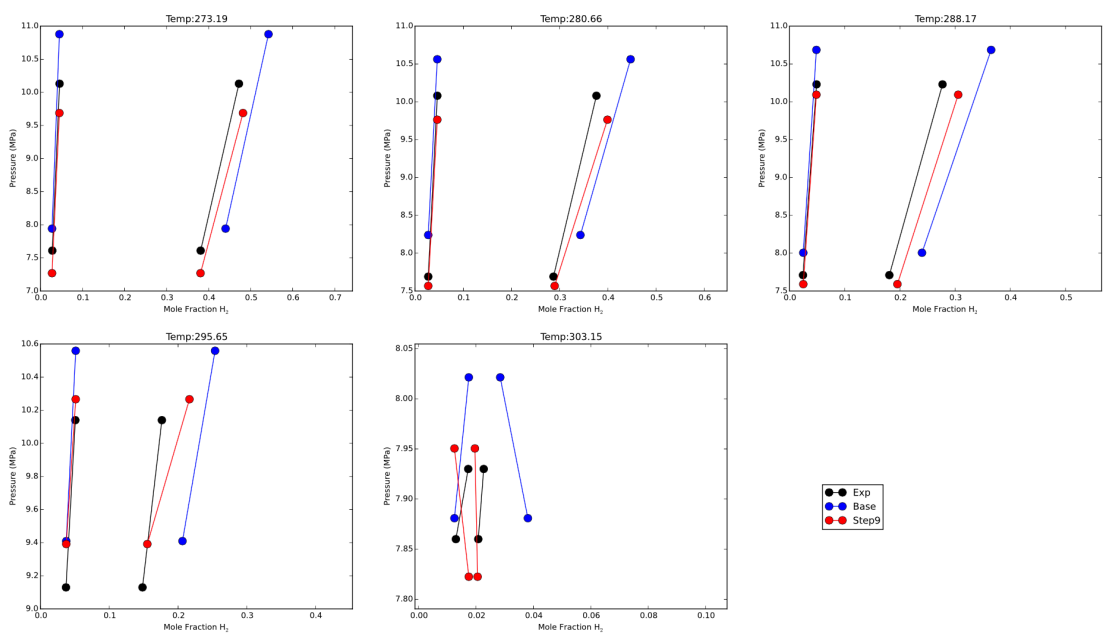 Temp:273.19
11.0
10.5
10.0
9.5
9.0
8.5
8.0
7.5
7.0
Pressure (MPa)
0.0 0.1 0.2 0.3 0.4 0.5 0.6 0.7
Mole Fraction H₂
Temp:280.66
11.0
10.5
10.0
9.5
9.0
8.5
8.0
7.5
Pressure (MPa)
0.0 0.1 0.2 0.3 0.4 0.5 0.6
Mole Fraction H₂
Temp:288.17
11.0
10.5
10.0
9.5
9.0
8.5
8.0
7.5
Pressure (MPa)
0.0 0.1 0.2 0.3 0.4 0.5
Mole Fraction H₂
Temp:295.65
10.6
10.4
10.2
10.0
9.8
9.6
9.4
9.2
9.0
Pressure (MPa)
0.0 0.1 0.2 0.3 0.4
Mole Fraction H₂
Temp:303.15
8.05
8.00
7.95
7.90
7.85
7.80
Pressure (MPa)
0.00 0.02 0.04 0.06 0.08 0.10
Mole Fraction H₂
Exp
Base
Step9